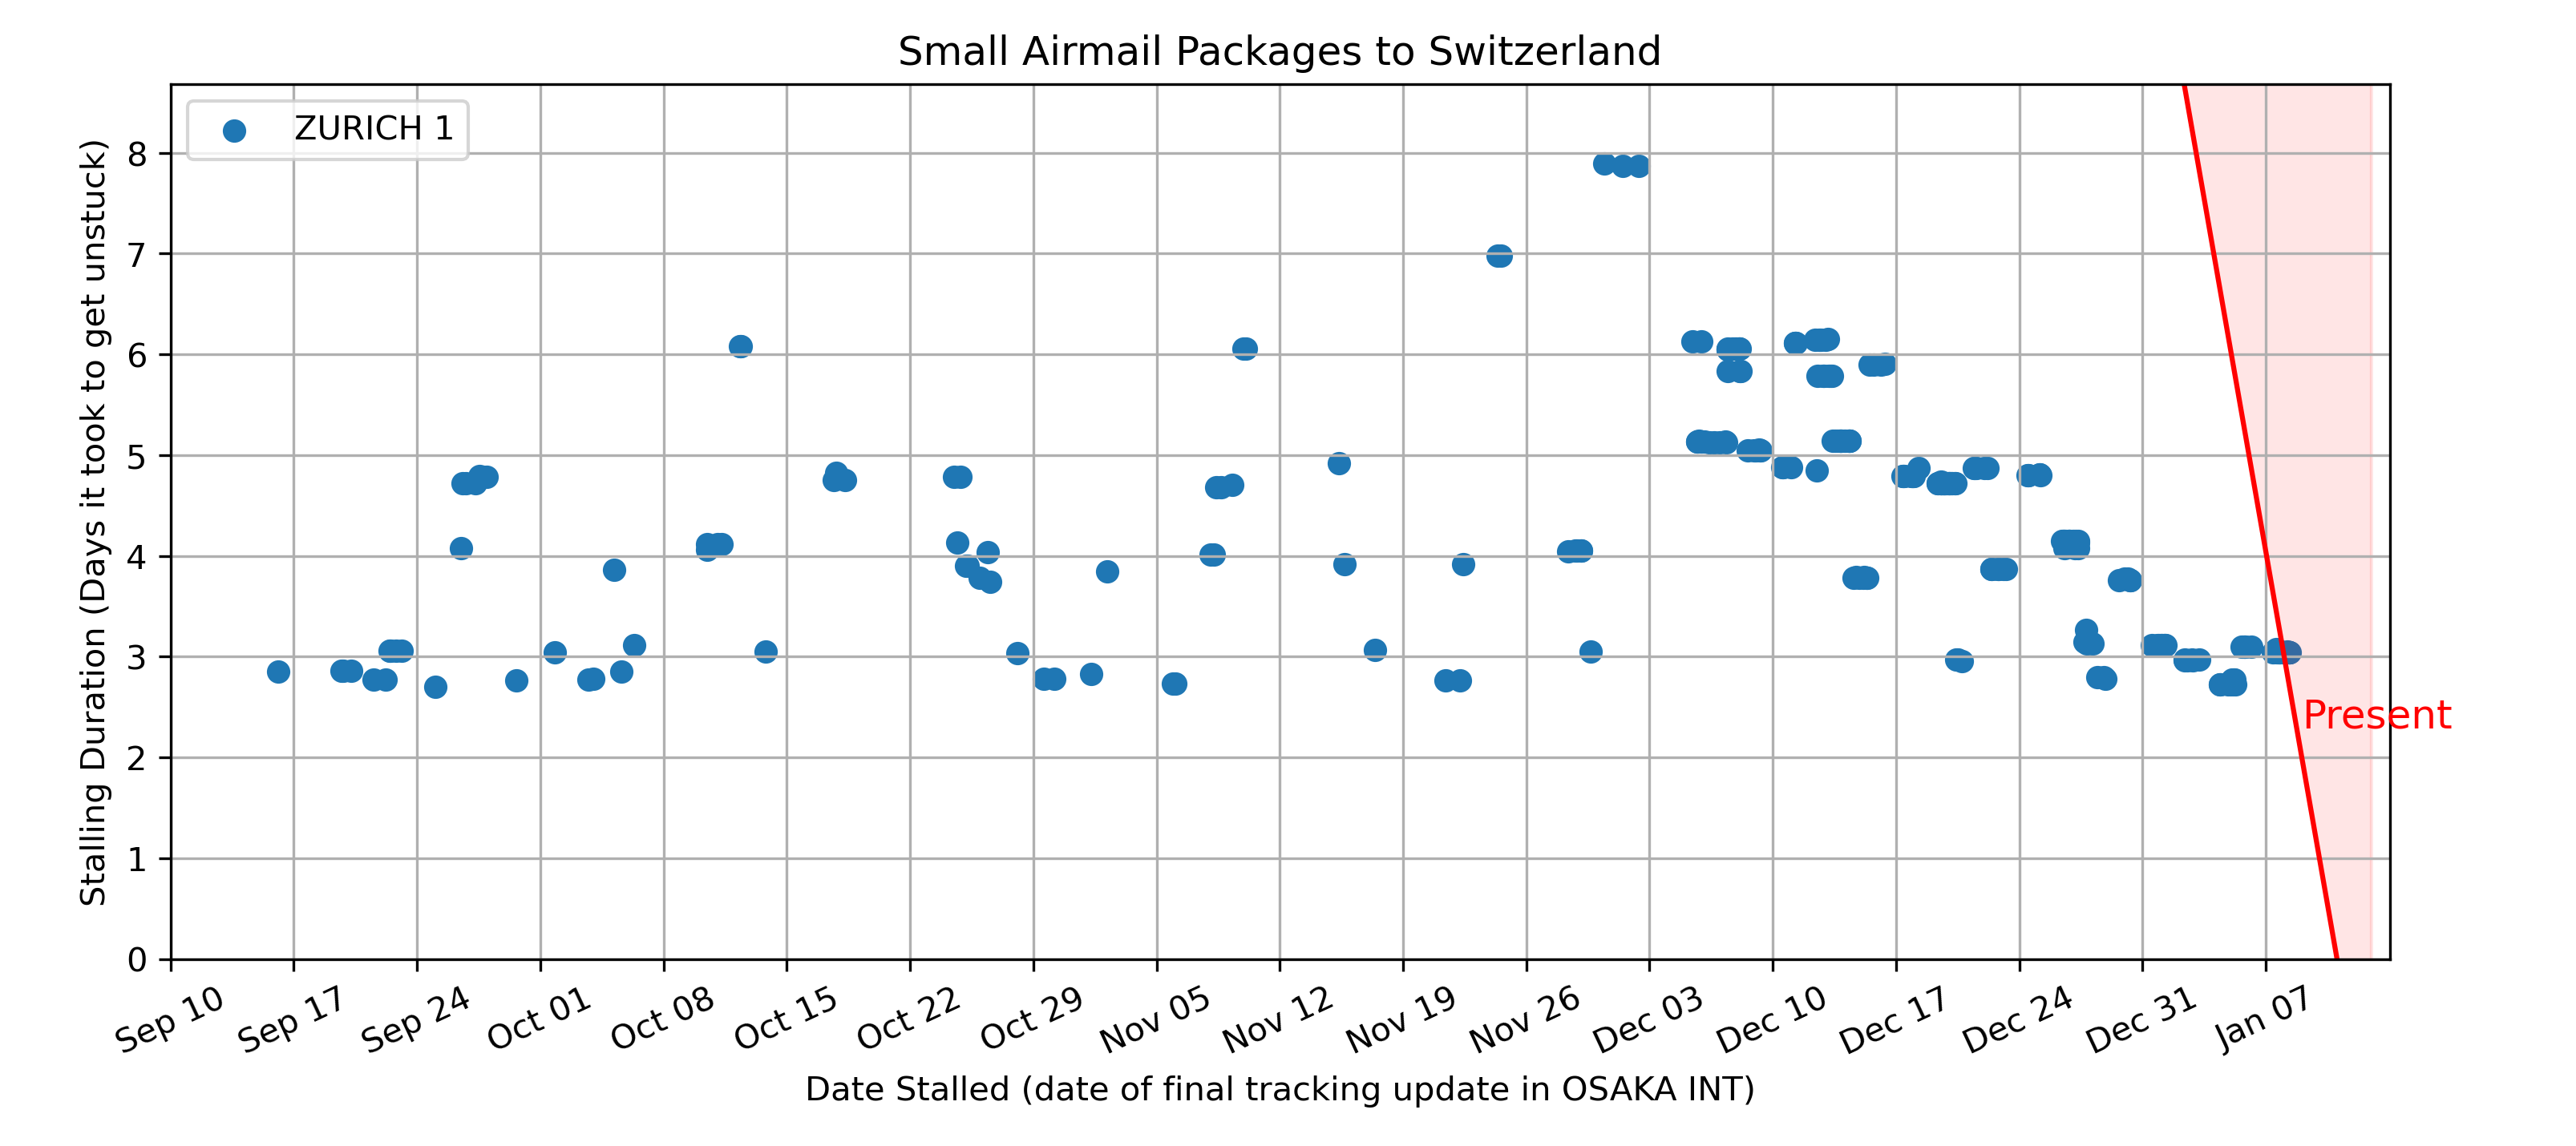 Small Airmail Packages to Switzerland
ZURICH 1
Stalling Duration (Days it took to get unstuck)
8
7
6
5
4
3
2
1
0
Present
Sep 10
Sep 17
Sep 24
Oct 01
Oct 08
Oct 15
Oct 22
Oct 29
Nov 05
Nov 12
Nov 19
Nov 26
Dec 03
Dec 10
Dec 17
Dec 24
Dec 31
Jan 07
Date Stalled (date of final tracking update in OSAKA INT)